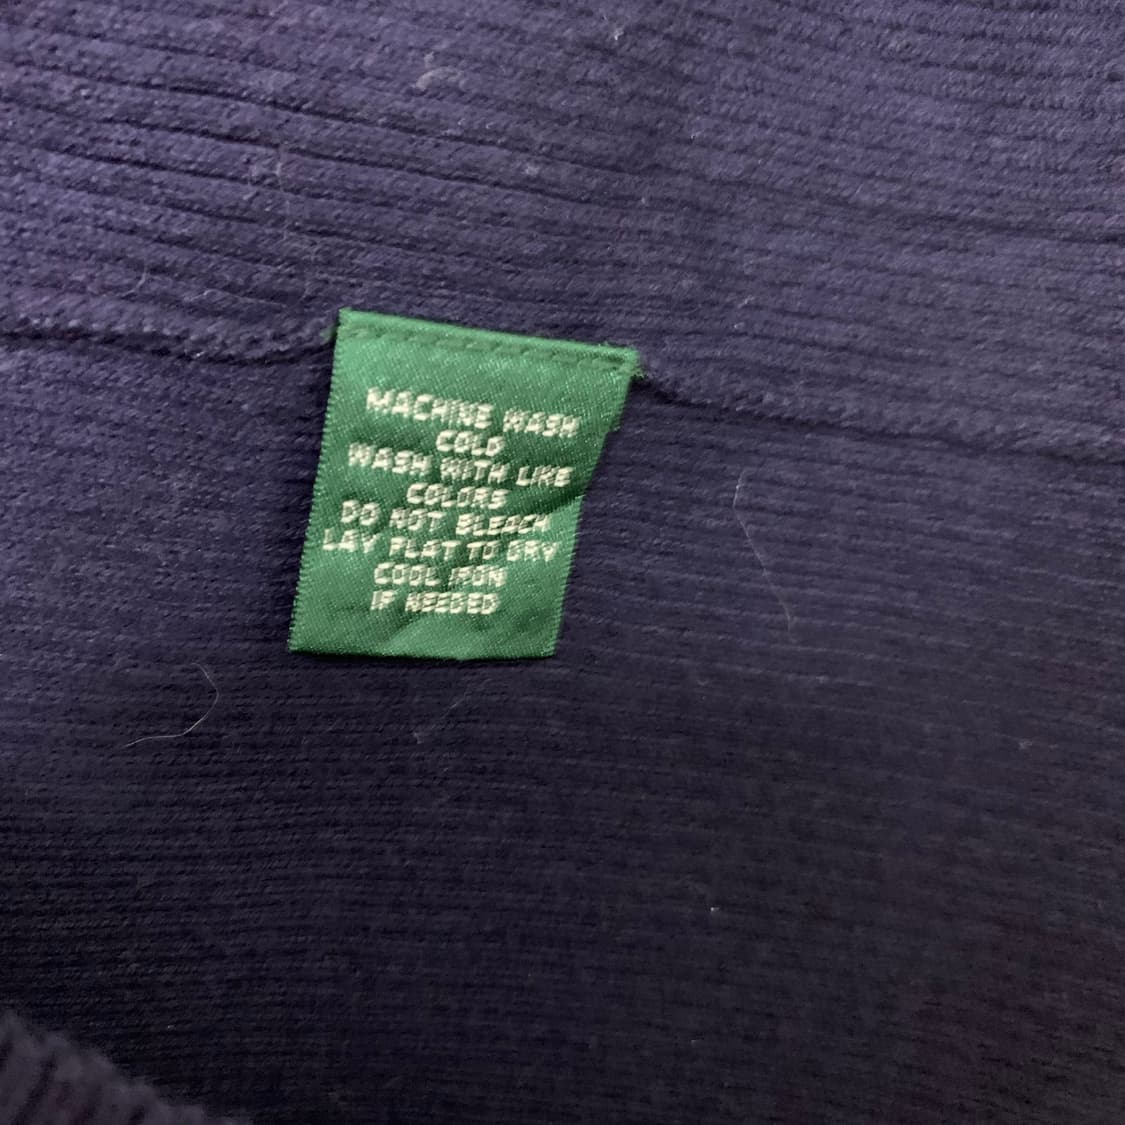 MACHINE WASH
COLD
WASH WITH LIKE
COLORS
DO NOT BLEACH
LAY FLAT TO DRY
COOL IRON
IF NEEDED